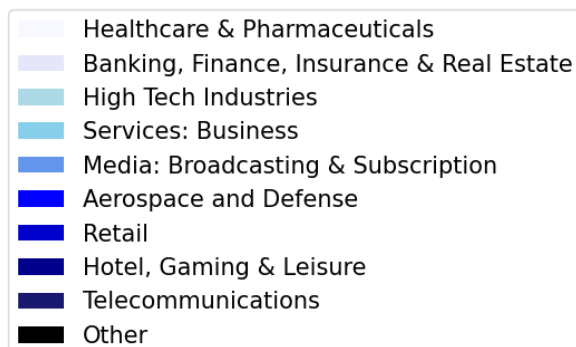 Healthcare & Pharmaceuticals
Banking, Finance, Insurance & Real Estate
High Tech Industries
Services: Business
Media: Broadcasting & Subscription
Aerospace and Defense
Retail
Hotel, Gaming & Leisure
Telecommunications
Other